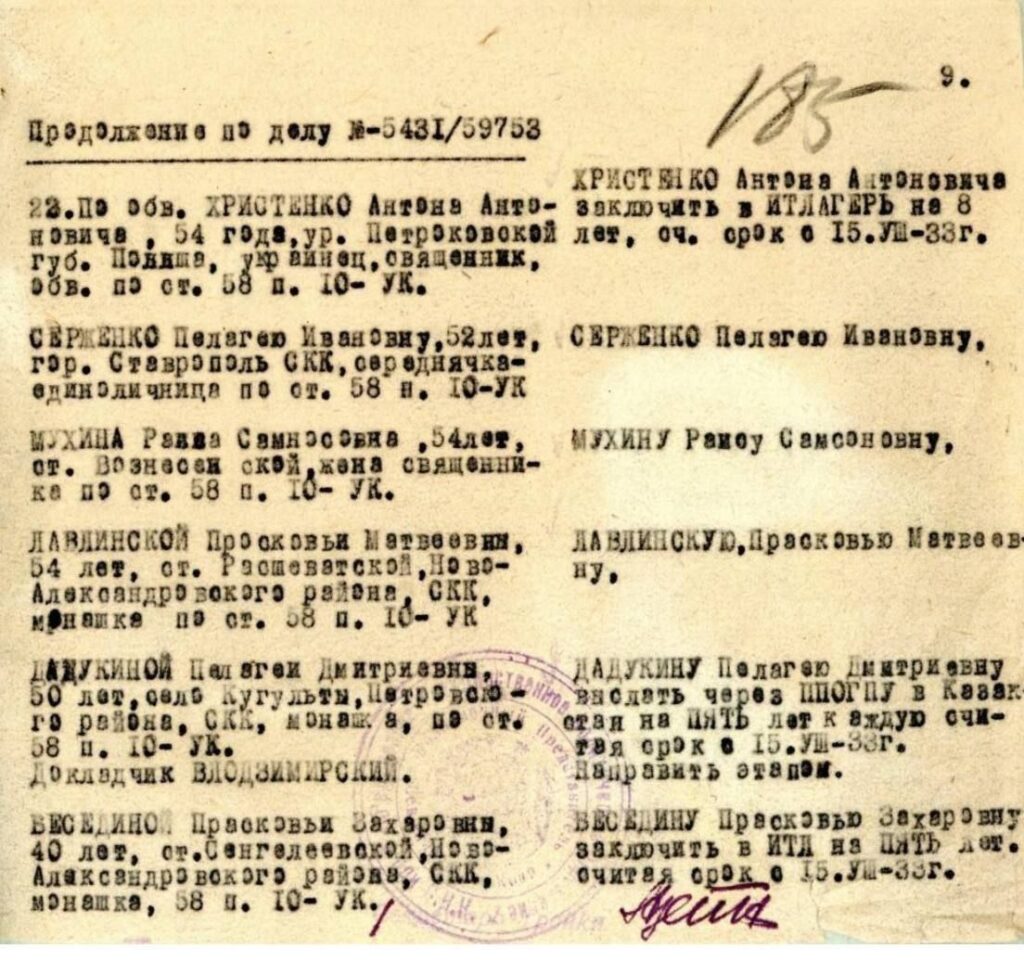 185
9.
Продолжение по делу №-5431/59753
23.По обв. ХРИСТЕНКО Антона Анто-
новича , 54 года,ур. Петроковской
губ. Польша, украинец,священник,
обв. по ст. 58 п. 10- УК.
ХРИСТЕНКО Антона Антоновича
заключить в ИТЛАГЕРЬ на 8
лет, сч. срок с 15.УШ-33г.
СЕРЖЕНКО Пелагею Ивановну,52лет,
гор. Ставрополь СКК,середнячка-
единоличница по ст. 58 п. 10-УК
СЕРЖЕНКО Пелагею Ивановну,
МУХИНА Раиса Самносовна ,54лет,
ст. Вознесен ской,жена священни-
ка по ст. 58 п. 10- УК.
МУХИНУ Раису Самсоновну,
ЛАВЛИНСКОЙ Просковьи Матвеевны,
54 лет, ст. Расшеватской,Ново-
Александровского района, СКК,
монашка по ст. 58 п. 10- УК
ЛАВЛИНСКУЮ,Прасковью Матвеев-
ну,
ДАДУКИНОЙ Пелагеи Дмитриевны,
50 лет,село Кугульты,Петровско-
го района, СКК, монашка, по ст.
58 п. 10- УК.
Докладчик ВЛОДЗИМИРСКИЙ.
ДАДУКИНУ Пелагею Дмитриевну
выслать через ППОГПУ в Казак-
стан на ПЯТЬ лет каждую счи-
тая срок с 15.УШ-33г.
Направить этапом.
БЕСЕДИНОЙ Прасковьи Захаровны,
40 лет, ст.Сенгелеевской,Ново-
Александровского района, СКК,
монашка, 58 п. 10- УК.
БЕСЕДИНУ Прасковью Захаровну
заключить в ИТЛ на ПЯТЬ лет.
считая срок с 15.УШ-33г.